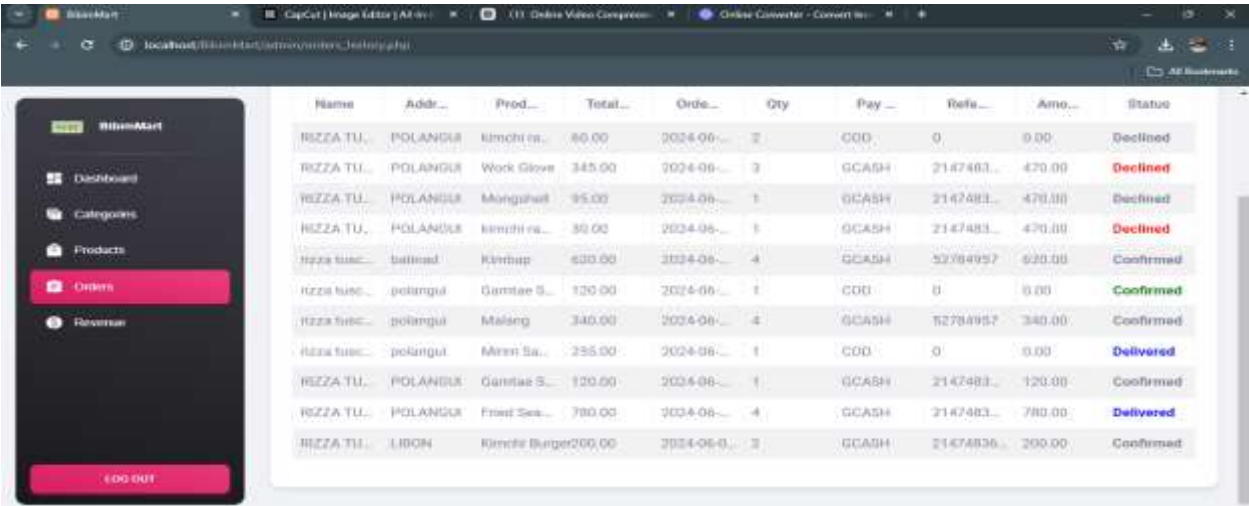 BibimMart
CapCut | Image Editor | All-in-
(1) Online Video Compress
Online Converter - Convert
localhost/BibimMart/admin/orders_history.php
All Bookmarks
BibimMart
Dashboard
Categories
Products
Orders
Revenue
LOG OUT
Name Addr... Prod... Total... Orde... Qty Pay ... Refe... Amo... Status
RIZZA TU... POLANGUI kimchi ra... 60.00 2024-06-... 2 COD 0 0.00 Declined
RIZZA TU... POLANGUI Work Glove 345.00 2024-06-... 3 GCASH 2147483... 470.00 Declined
RIZZA TU... POLANGUI 95.00 2024-06-... 1 GCASH 2147483... 470.00 Declined
RIZZA TU... POLANGUI kimchi ra... 30.00 2024-06-... 1 GCASH 2147483... 470.00 Declined
rizza tusc... Kimbap 620.00 2024-06-... 4 GCASH 52784957 620.00 Confirmed
rizza tusc... polangui Gamtae S... 120.00 2024-06-... 1 COD 0 0.00 Confirmed
rizza tusc... polangui Malang 340.00 2024-06-... 4 GCASH 52784957 340.00 Confirmed
rizza tusc... polangui Miren Sa... 255.00 2024-06-... 1 COD 0 0.00 Delivered
RIZZA TU... POLANGUI Gamtae S... 120.00 2024-06-... 1 GCASH 2147483... 120.00 Confirmed
RIZZA TU... POLANGUI Fried Sea... 780.00 2024-06-... 4 GCASH 2147483... 780.00 Delivered
RIZZA TU... LIBON Kimchi Burger 200.00 2024-06-0... 2 GCASH 21474836... 200.00 Confirmed